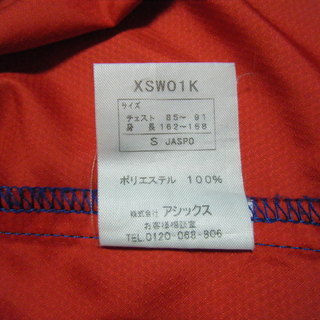 XSW01K
サイズ
チェスト 85～ 91
身 長 162～168
S JASPO
ポリエステル 100%
株式会社 アシックス
お客様相談室
TEL.0120-068-806